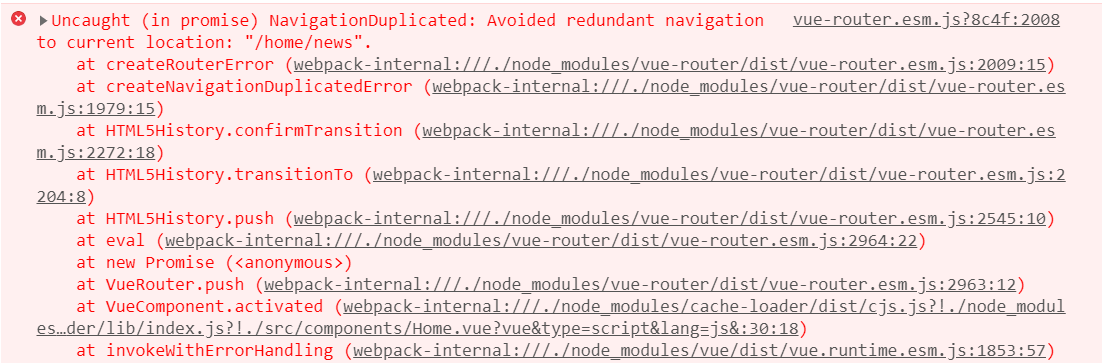 ▶Uncaught (in promise) NavigationDuplicated: Avoided redundant navigation vue-router.esm.js?8c4f:2008
to current location: "/home/news".
at createRouterError (webpack-internal:///./node_modules/vue-router/dist/vue-router.esm.js:2009:15)
at createNavigationDuplicatedError (webpack-internal:///./node_modules/vue-router/dist/vue-router.es
m.js:1979:15)
at HTML5History.confirmTransition (webpack-internal:///./node_modules/vue-router/dist/vue-router.es
m.js:2272:18)
at HTML5History.transitionTo (webpack-internal:///./node_modules/vue-router/dist/vue-router.esm.js:2
204:8)
at HTML5History.push (webpack-internal:///./node_modules/vue-router/dist/vue-router.esm.js:2545:10)
at eval (webpack-internal:///./node_modules/vue-router/dist/vue-router.esm.js:2964:22)
at new Promise (<anonymous>)
at VueRouter.push (webpack-internal:///./node_modules/vue-router/dist/vue-router.esm.js:2963:12)
at VueComponent.activated (webpack-internal:///./node_modules/cache-loader/dist/cjs.js?!./node_modul
es…der/lib/index.js?!./src/components/Home.vue?vue&type=script&lang=js&:30:18)
at invokeWithErrorHandling (webpack-internal:///./node_modules/vue/dist/vue.runtime.esm.js:1853:57)